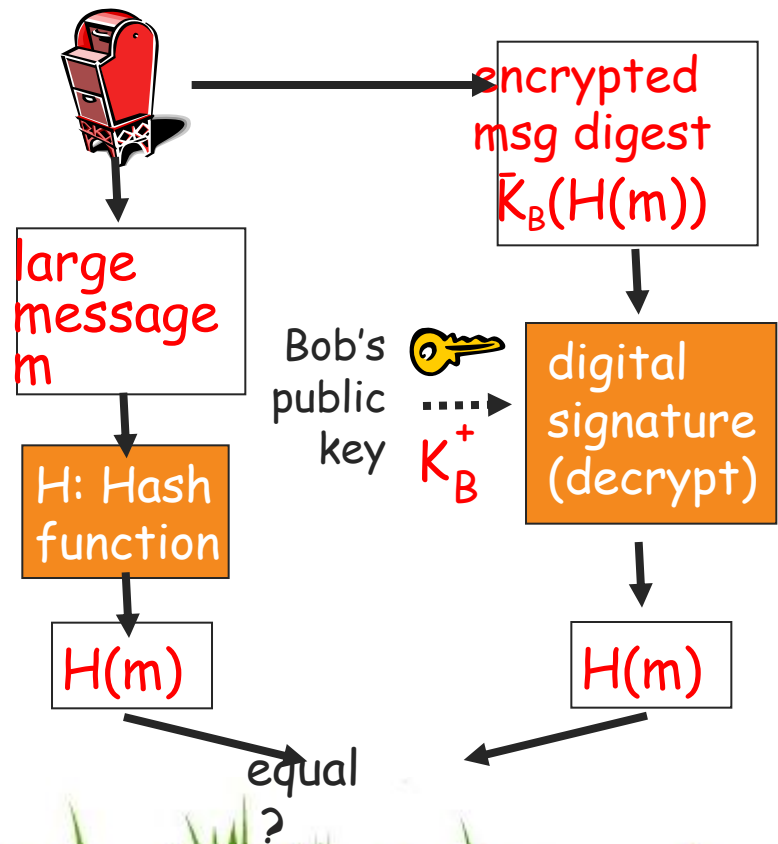 encrypted
msg digest
K̄B(H(m))
large
message
m
Bob's
public
key
K+B
digital
signature
(decrypt)
H: Hash
function
H(m)
H(m)
equal
?